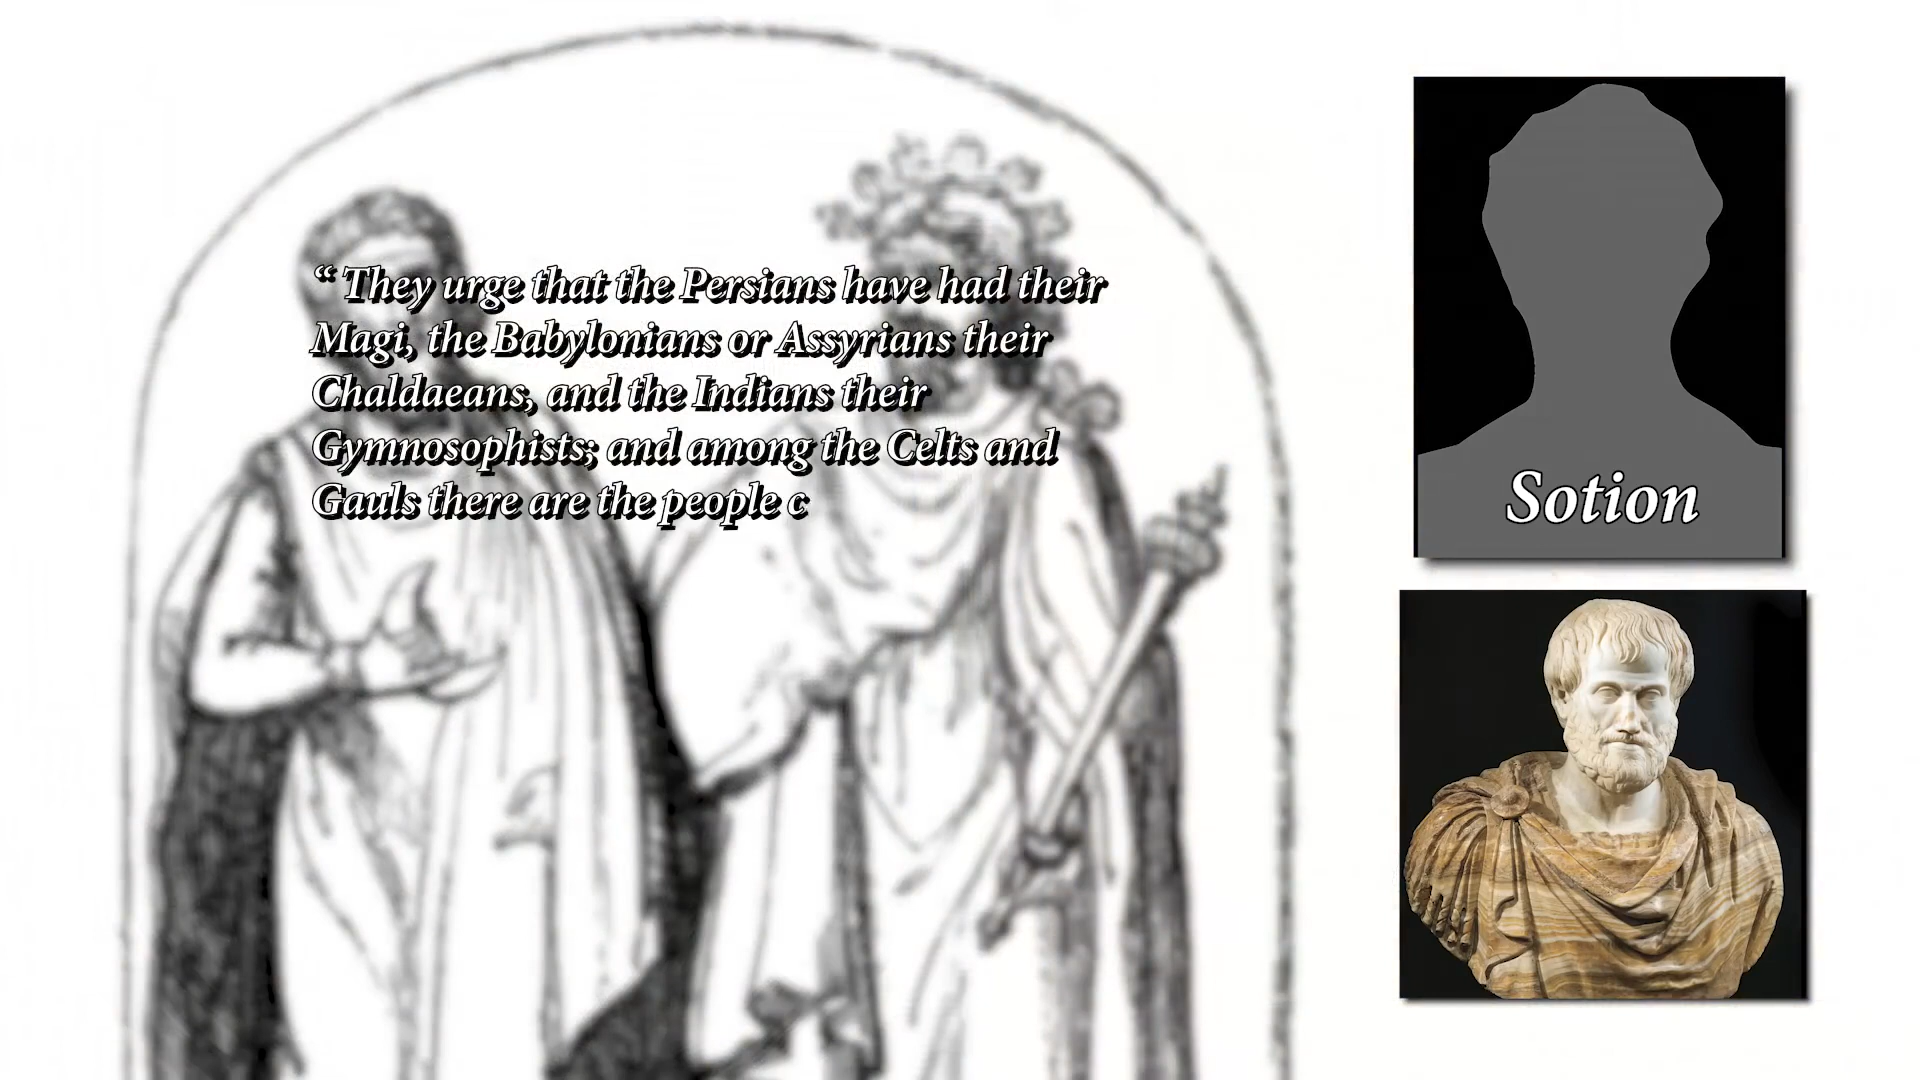 “ They urge that the Persians have had their
Magi, the Babylonians or Assyrians their
Chaldaeans, and the Indians their
Gymnosophists; and among the Celts and
Gauls there are the people c
Sotion